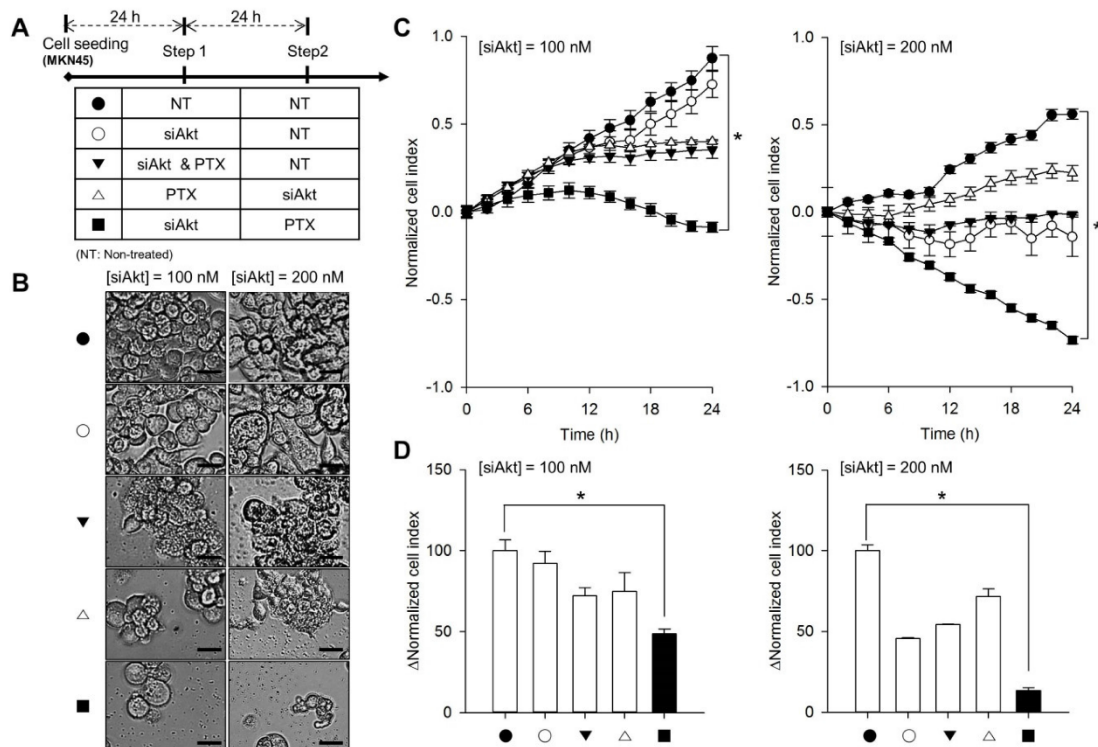 A
24 h 24 h
Cell seeding
(MKN45)
Step 1 Step2
NT NT
siAkt NT
siAkt & PTX NT
PTX siAkt
siAkt PTX
(NT: Non-treated)
B
[siAkt] = 100 nM [siAkt] = 200 nM
C
[siAkt] = 100 nM
Normalized cell index
1.0
0.5
0.0
-0.5
-1.0
*
0 6 12 18 24
Time (h)
[siAkt] = 200 nM
Normalized cell index
1.0
0.5
0.0
-0.5
-1.0
*
0 6 12 18 24
Time (h)
D
[siAkt] = 100 nM
ΔNormalized cell index
150
100
50
0
*
[siAkt] = 200 nM
ΔNormalized cell index
150
100
50
0
*